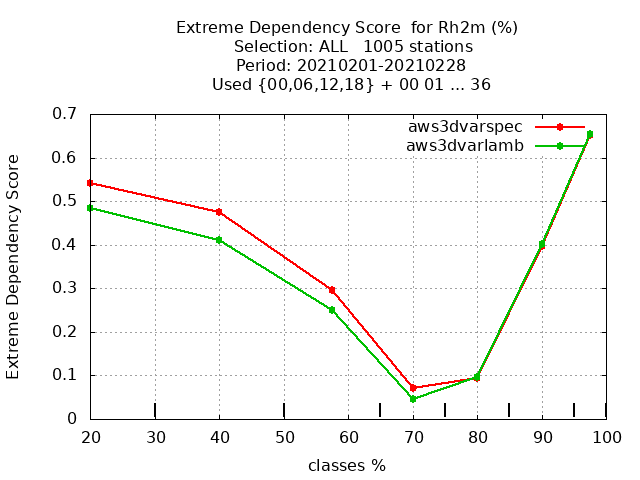 Extreme Dependency Score  for Rh2m (%)
Selection: ALL   1005 stations
Period: 20210201-20210228
Used {00,06,12,18} + 00 01 ... 36
aws3dvarspec
aws3dvarlamb
Extreme Dependency Score
0.7
0.6
0.5
0.4
0.3
0.2
0.1
0
20 30 40 50 60 70 80 90 100
classes %